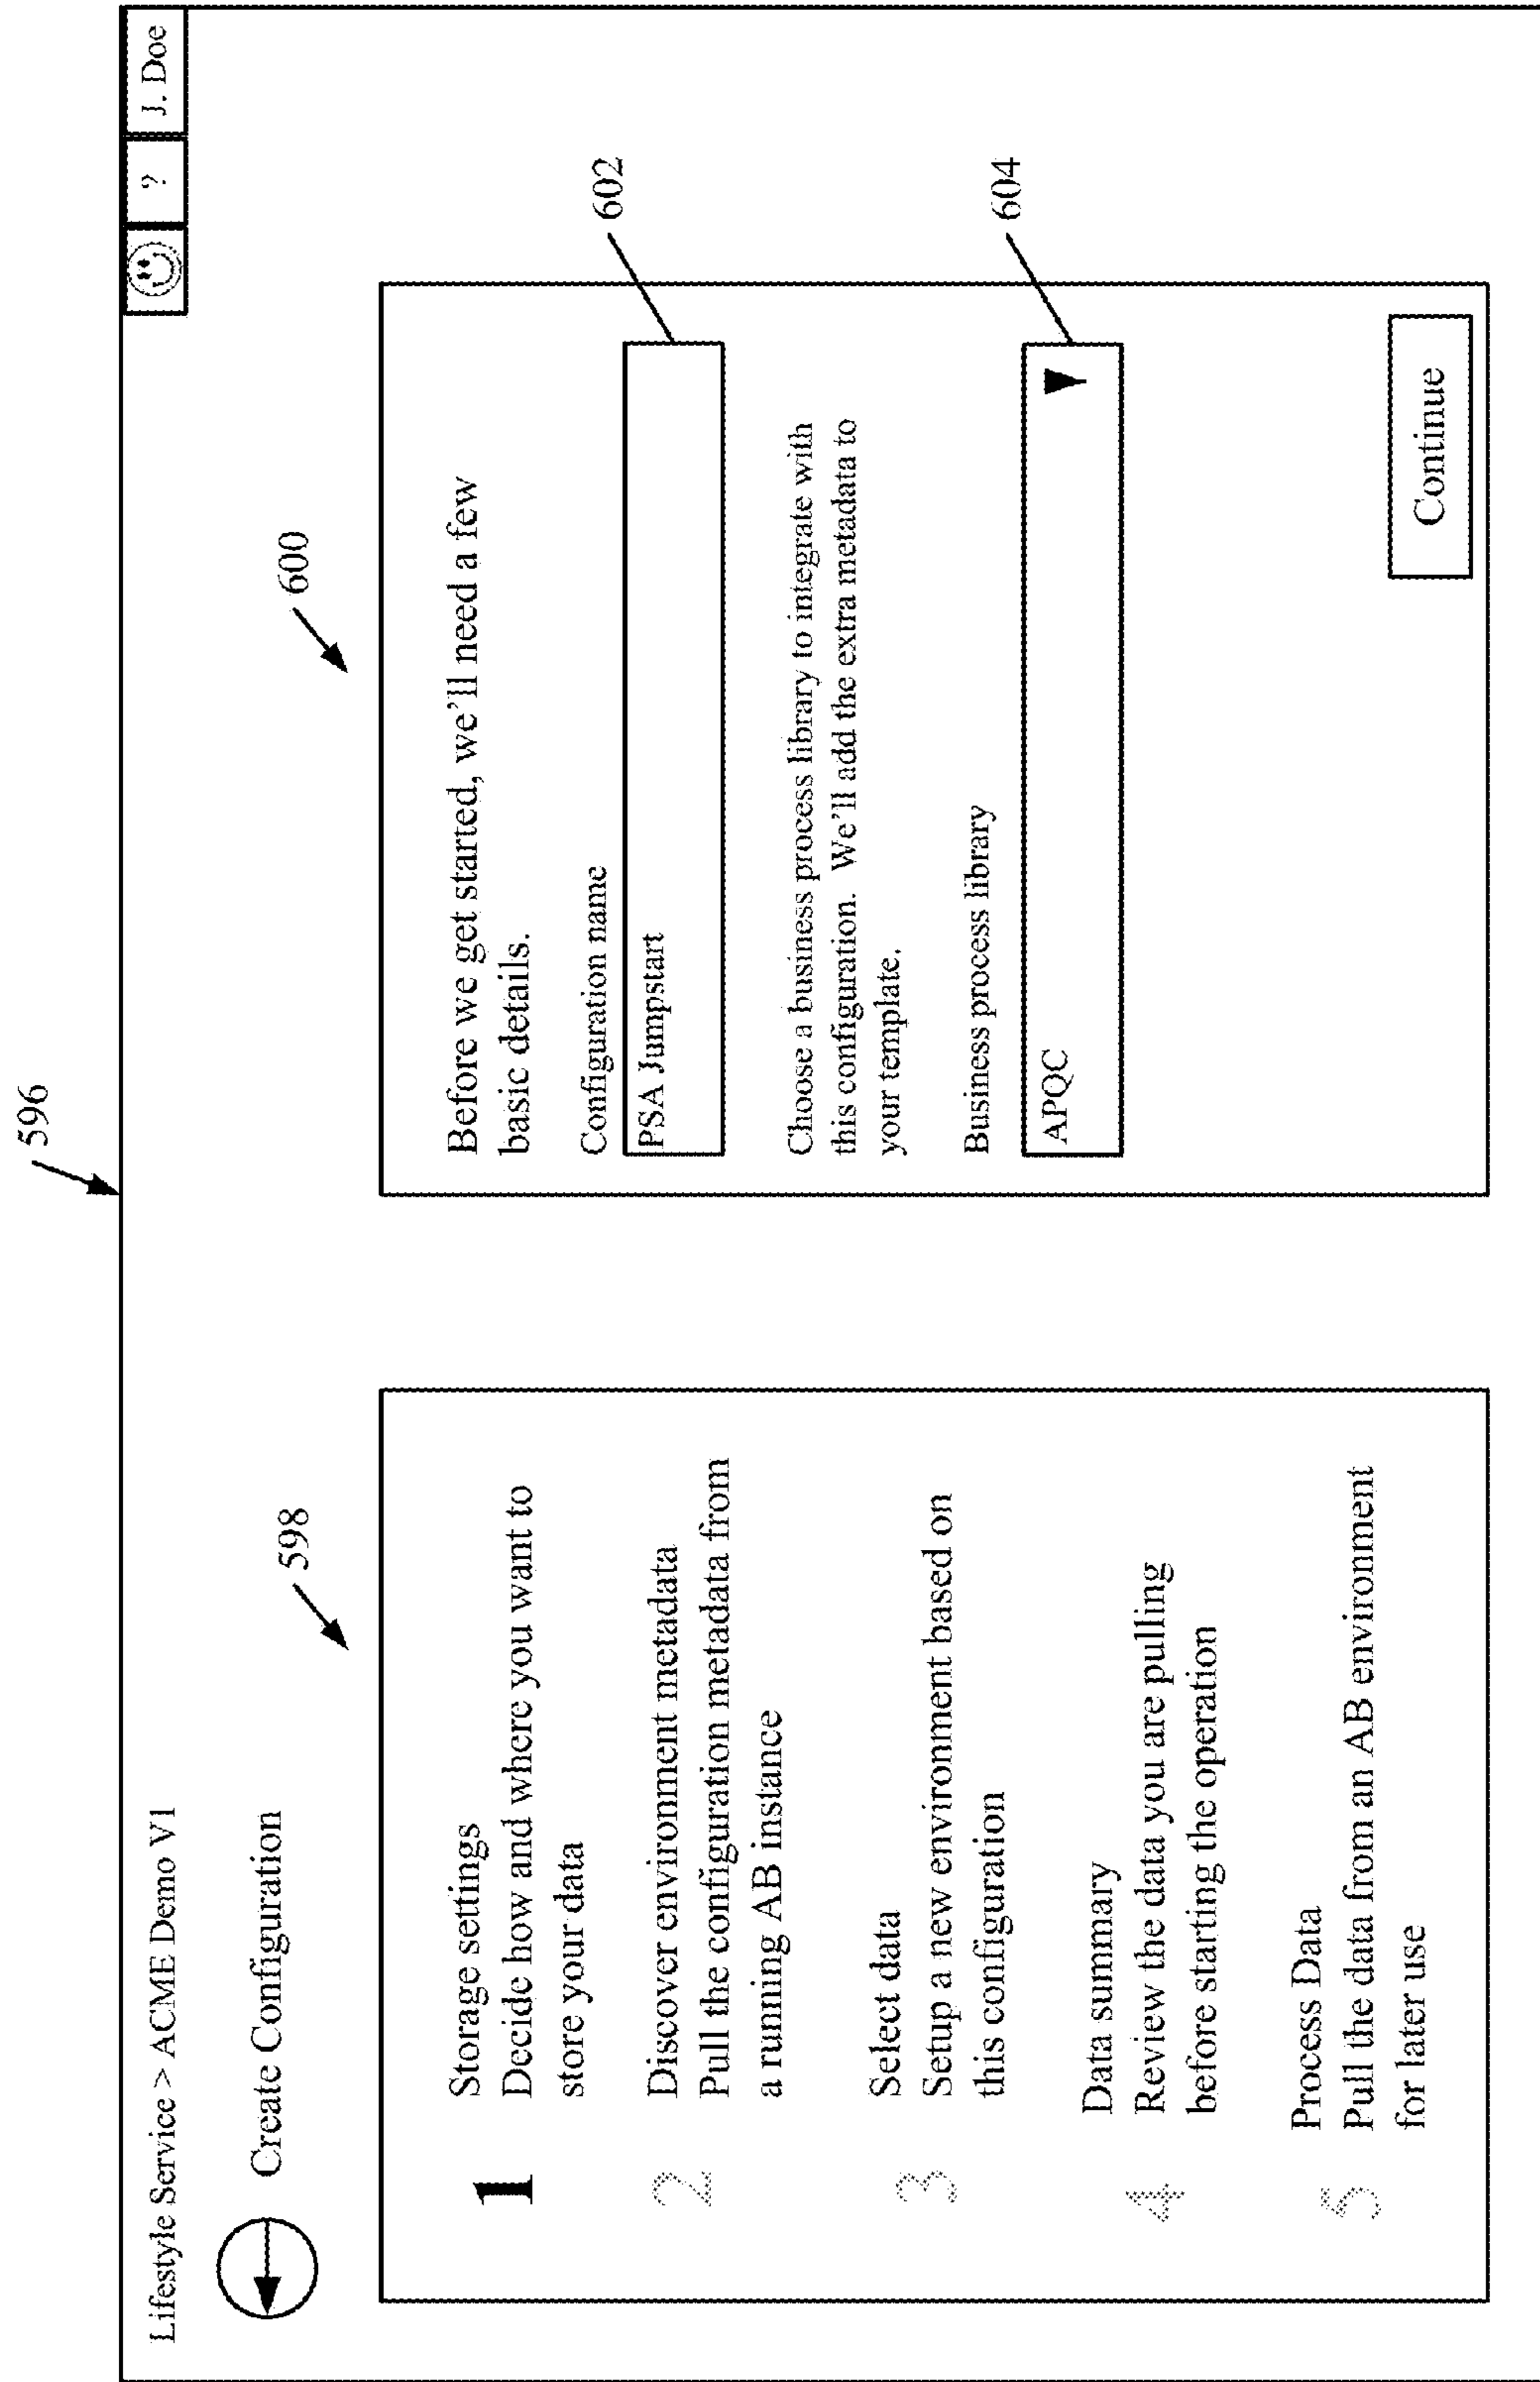 596
Lifestyle Service > ACME Demo V1
? J. Doe
Create Configuration
598
1 Storage settings
Decide how and where you want to
store your data
2 Discover environment metadata
Pull the configuration metadata from
a running AB instance
3 Select data
Setup a new environment based on
this configuration
4 Data summary
Review the data you are pulling
before starting the operation
5 Process Data
Pull the data from an AB environment
for later use
600
Before we get started, we'll need a few
basic details.
Configuration name
602
PSA Jumpstart
Choose a business process library to integrate with
this configuration. We'll add the extra metadata to
your template.
Business process library
604
APQC
Continue